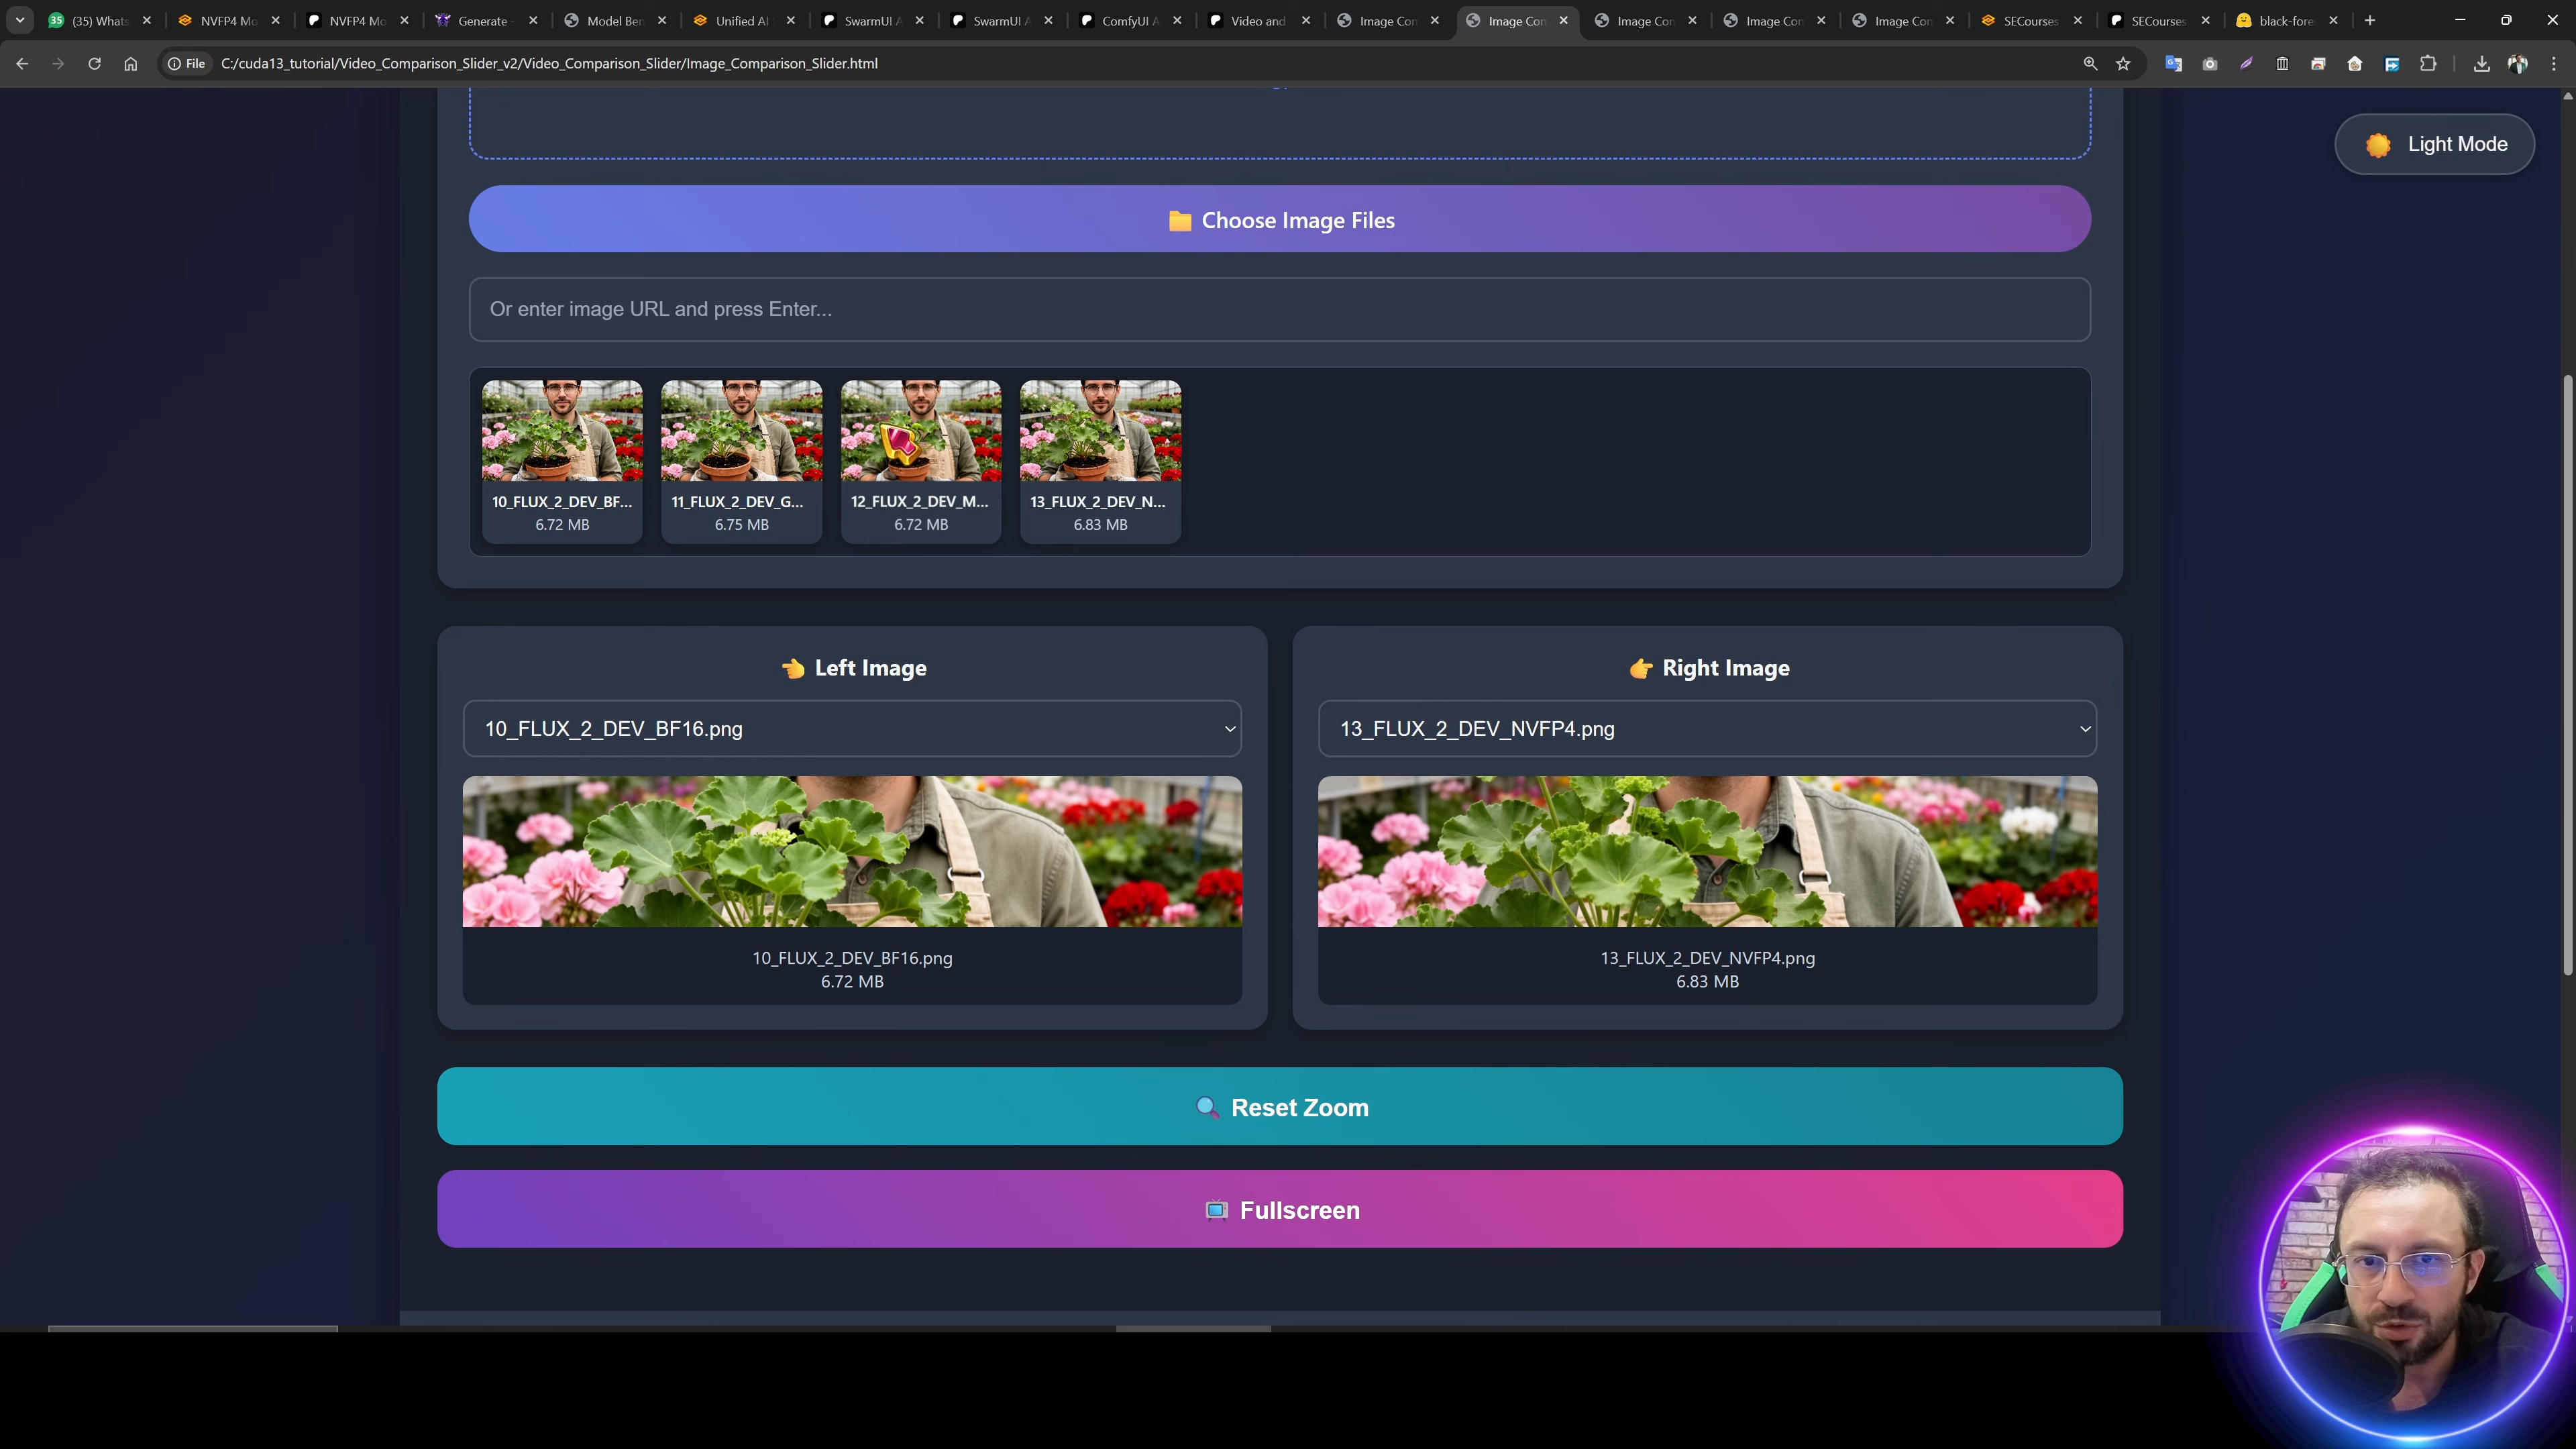 35
(35) Whats
NVFP4 Mo
NVFP4 Mo
Generate
Model Ben
Unified AI
SwarmUI A
SwarmUI A
ComfyUI A
Video and
Image Con
Image Con
Image Con
Image Con
Image Con
SECourses
SECourses
black-fore
File
C:/cuda13_tutorial/Video_Comparison_Slider_v2/Video_Comparison_Slider/Image_Comparison_Slider.html
Light Mode
Choose Image Files
Or enter image URL and press Enter...
10_FLUX_2_DEV_BF...
6.72 MB
11_FLUX_2_DEV_G...
6.75 MB
12_FLUX_2_DEV_M...
6.72 MB
13_FLUX_2_DEV_N...
6.83 MB
Left Image
10_FLUX_2_DEV_BF16.png
10_FLUX_2_DEV_BF16.png
6.72 MB
Right Image
13_FLUX_2_DEV_NVFP4.png
13_FLUX_2_DEV_NVFP4.png
6.83 MB
Reset Zoom
Fullscreen